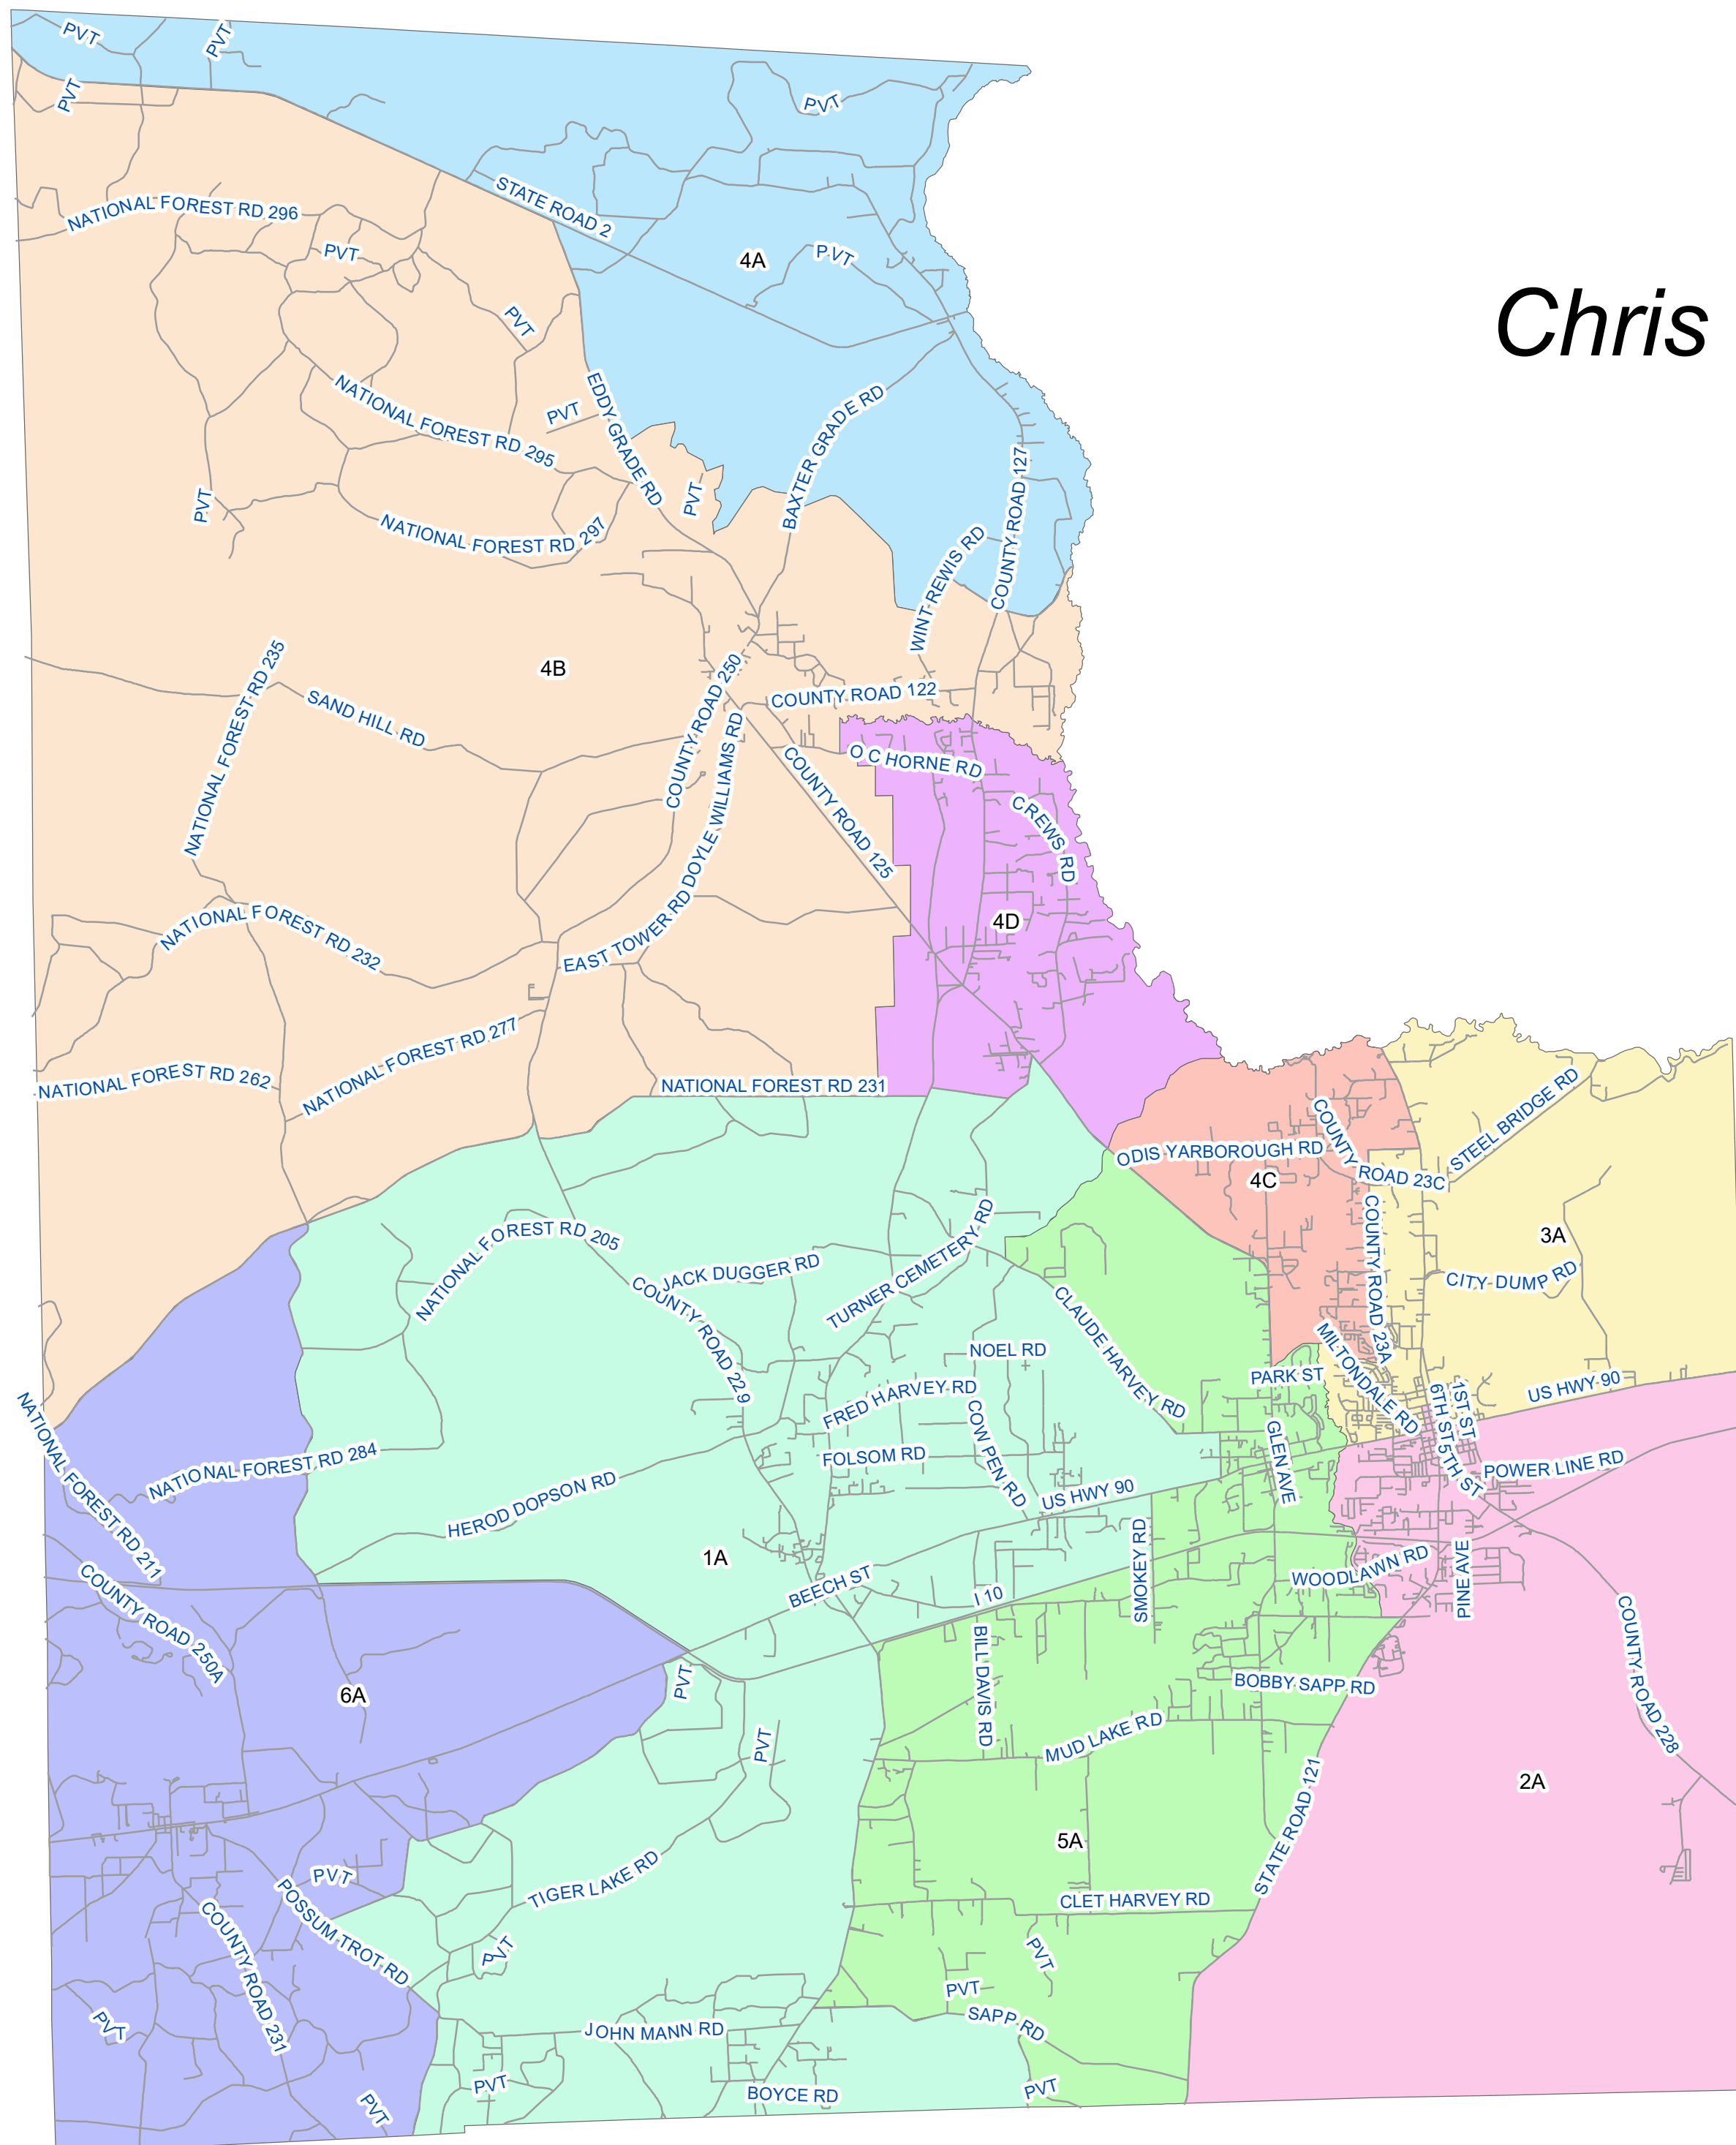 PVT
PVT
PVT
PVT
NATIONAL FOREST RD 296
STATE ROAD 2
PVT
4A
PVT
Chris
PVT
NATIONAL FOREST RD 295
PVT
EDDY GRADE RD
BAXTER GRADE RD
COUNTY ROAD 127
PVT
PVT
NATIONAL FOREST RD 297
WINT REWIS RD
NATIONAL FOREST RD 235
4B
SAND HILL RD
COUNTY ROAD 250
COUNTY ROAD 122
DOYLE WILLIAMS RD
COUNTY ROAD 125
O C HORNE RD
CREWS RD
NATIONAL FOREST RD 232
EAST TOWER RD
4D
NATIONAL FOREST RD 277
NATIONAL FOREST RD 262
NATIONAL FOREST RD 231
STEEL BRIDGE RD
ODIS YARBOROUGH RD
COUNTY ROAD 23C
4C
COUNTY ROAD 23A
3A
NATIONAL FOREST RD 205
JACK DUGGER RD
TURNER CEMETERY RD
CITY DUMP RD
COUNTY ROAD 229
CLAUDE HARVEY RD
NOEL RD
MILTONDALE RD
PARK ST
FRED HARVEY RD
COW PEN RD
US HWY 90
1ST ST
6TH ST
5TH ST
NATIONAL FOREST RD 211
NATIONAL FOREST RD 284
FOLSOM RD
GLEN AVE
POWER LINE RD
HEROD DOPSON RD
US HWY 90
1A
SMOKEY RD
COUNTY ROAD 250A
BEECH ST
I 10
WOODLAWN RD
PINE AVE
COUNTY ROAD 228
6A
PVT
BILL DAVIS RD
BOBBY SAPP RD
PVT
MUD LAKE RD
STATE ROAD 121
2A
5A
PVT
TIGER LAKE RD
CLET HARVEY RD
POSSUM TROT RD
COUNTY ROAD 231
PVT
PVT
PVT
PVT
JOHN MANN RD
SAPP RD
PVT
PVT
BOYCE RD
PVT